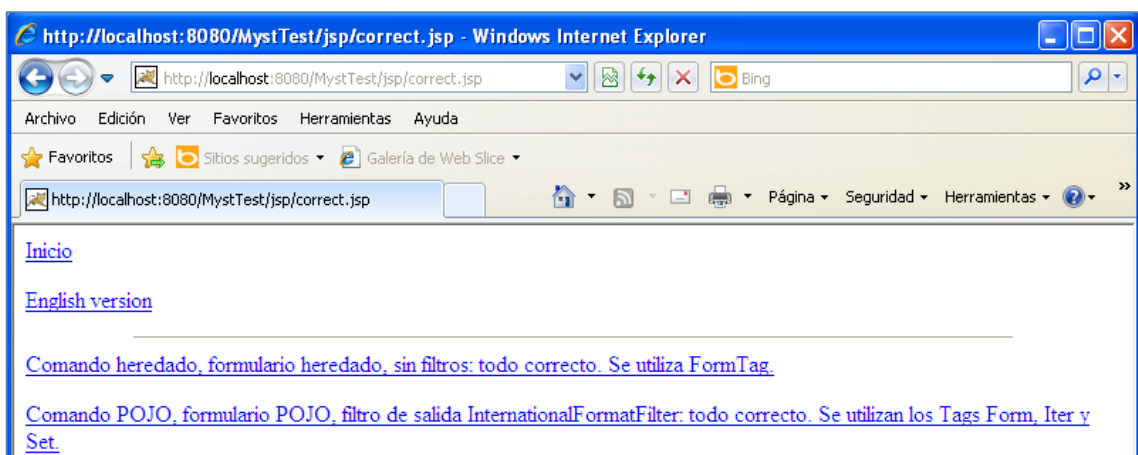 http://localhost:8080/MystTest/jsp/correct.jsp - Windows Internet Explorer
http://localhost:8080/MystTest/jsp/correct.jsp
Bing
Archivo Edición Ver Favoritos Herramientas Ayuda
Favoritos Sitios sugeridos Galería de Web Slice
http://localhost:8080/MystTest/jsp/correct.jsp Página Seguridad Herramientas »
Inicio
English version
Comando heredado, formulario heredado, sin filtros: todo correcto. Se utiliza FormTag.
Comando POJO, formulario POJO, filtro de salida InternationalFormatFilter: todo correcto. Se utilizan los Tags Form, Iter y
Set.